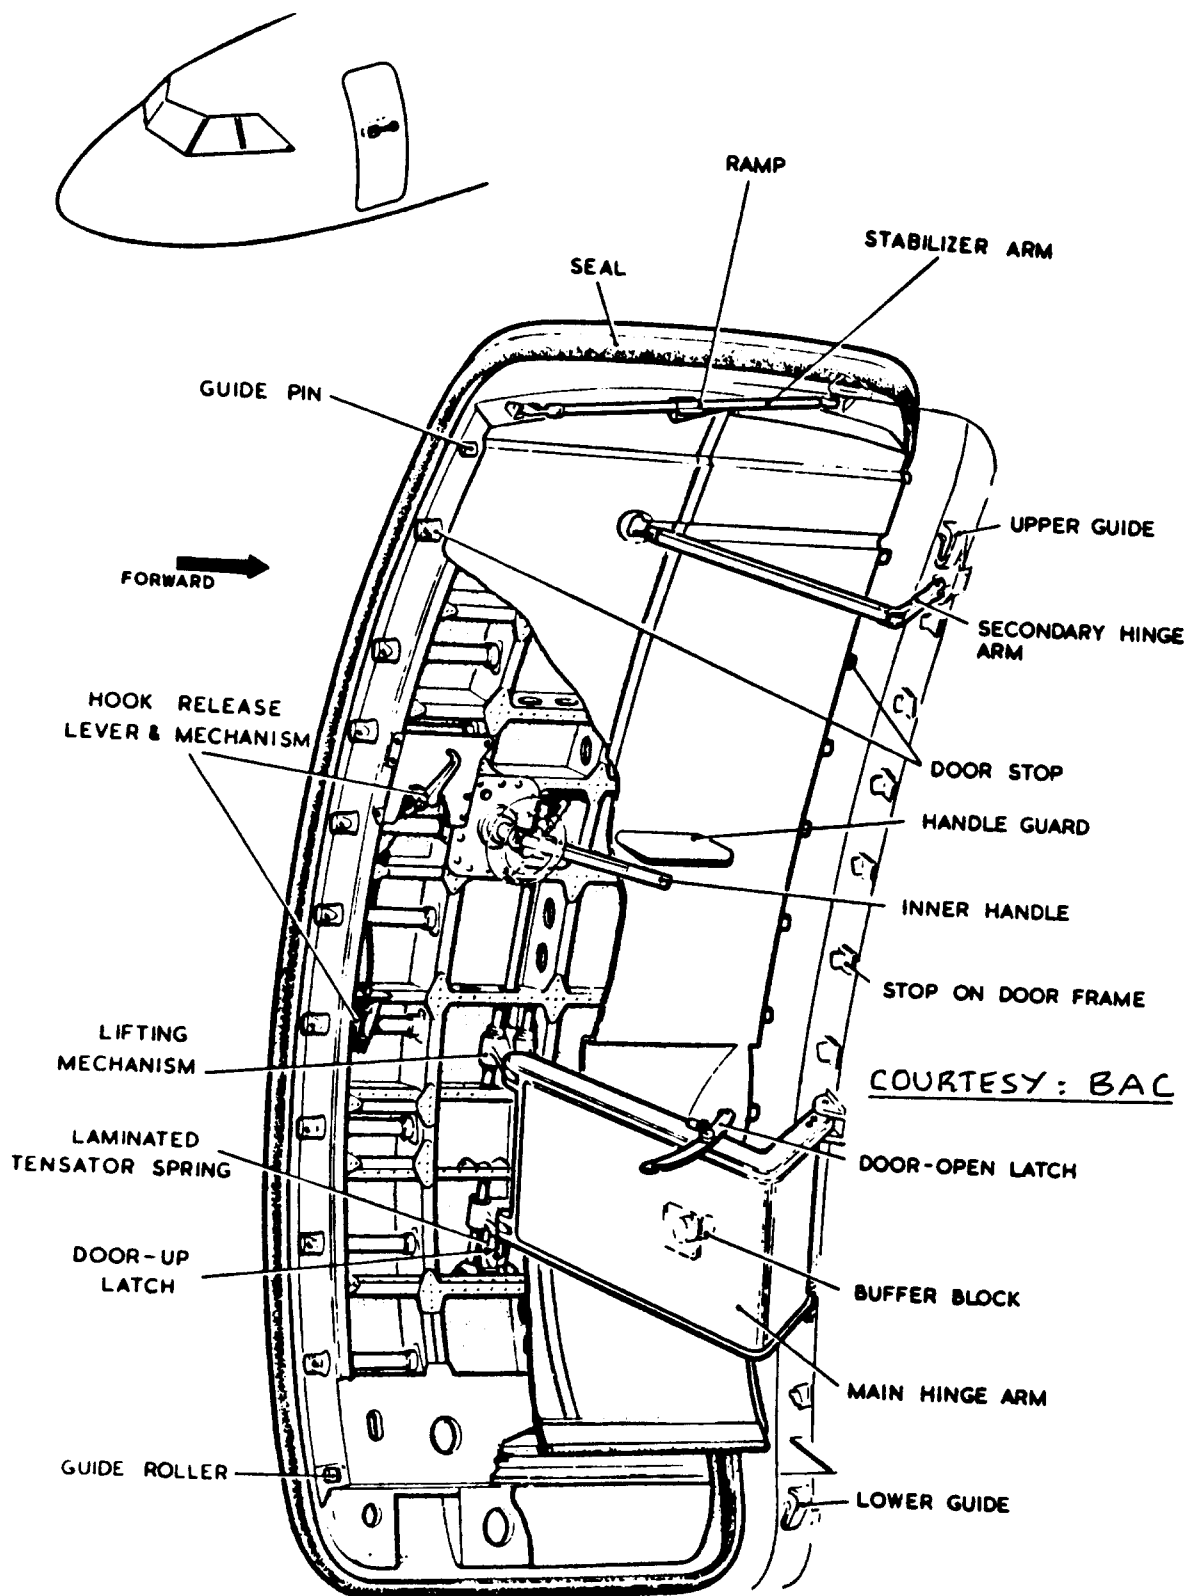 RAMP
STABILIZER ARM
SEAL
GUIDE PIN
UPPER GUIDE
FORWARD
SECONDARY HINGE
ARM
HOOK RELEASE
LEVER & MECHANISM
DOOR STOP
HANDLE GUARD
INNER HANDLE
STOP ON DOOR FRAME
LIFTING
MECHANISM
COURTESY: BAC
LAMINATED
TENSATOR SPRING
DOOR-OPEN LATCH
DOOR-UP
LATCH
BUFFER BLOCK
MAIN HINGE ARM
GUIDE ROLLER
LOWER GUIDE